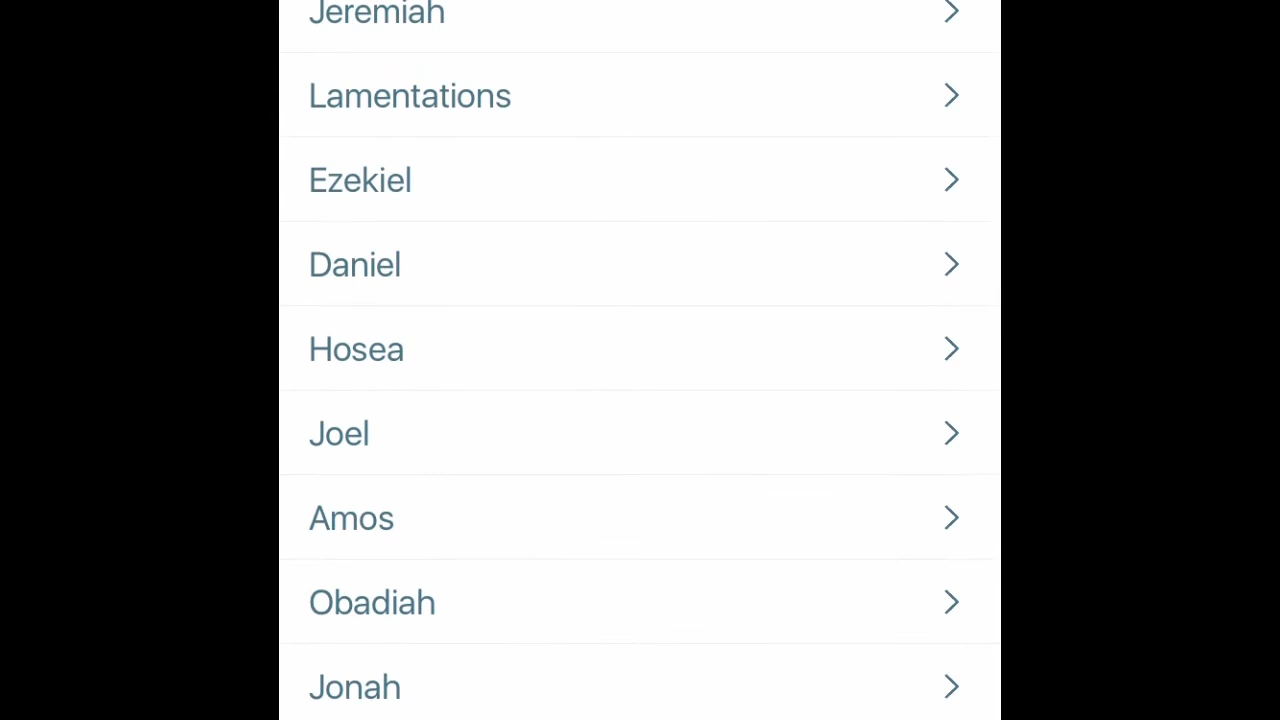 Jeremiah
Lamentations
Ezekiel
Daniel
Hosea
Joel
Amos
Obadiah
Jonah